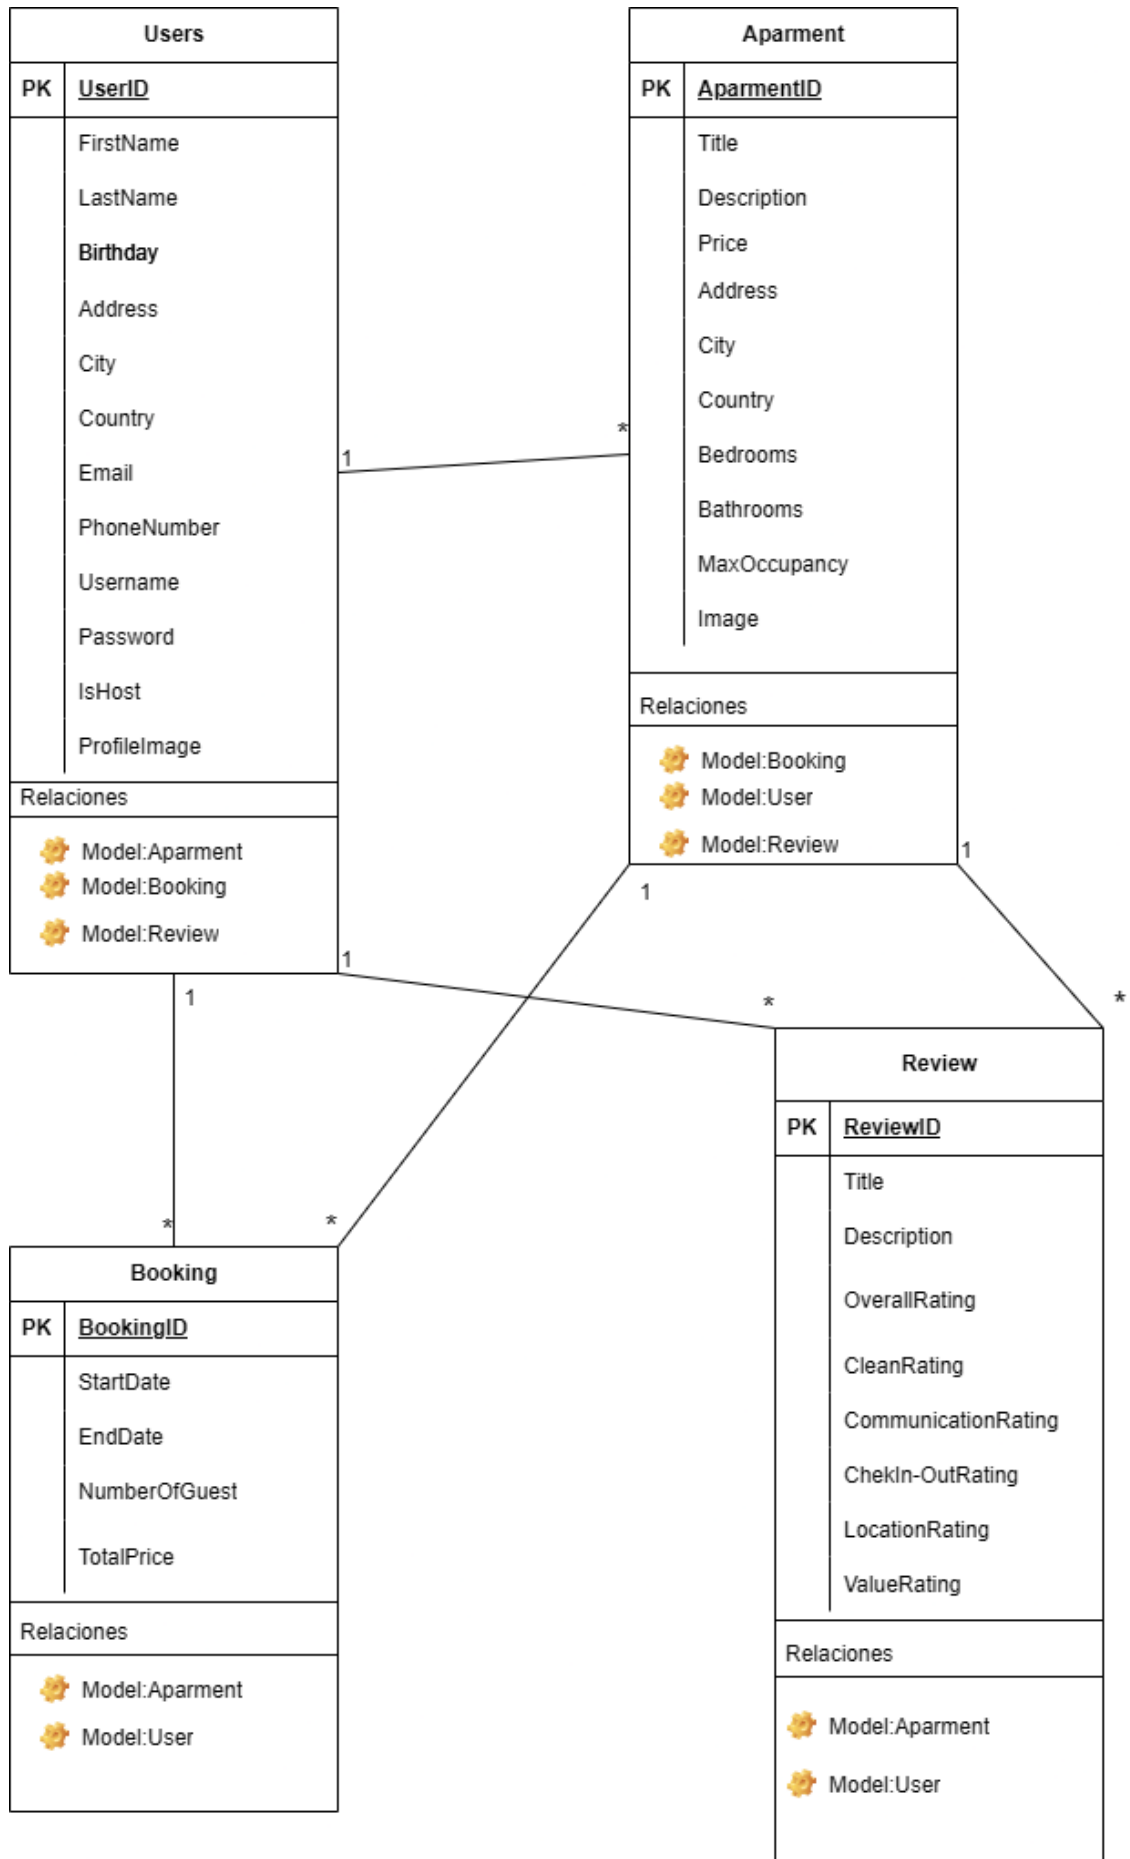 Users
PK UserID
FirstName
LastName
Birthday
Address
City
Country
Email
PhoneNumber
Username
Password
IsHost
ProfileImage
Relaciones
Model:Aparment
Model:Booking
Model:Review
Aparment
PK AparmentID
Title
Description
Price
Address
City
Country
Bedrooms
Bathrooms
MaxOccupancy
Image
Relaciones
Model:Booking
Model:User
Model:Review
1
*
1
*
1
*
1
*
1
*
Booking
PK BookingID
StartDate
EndDate
NumberOfGuest
TotalPrice
Relaciones
Model:Aparment
Model:User
Review
PK ReviewID
Title
Description
OverallRating
CleanRating
CommunicationRating
ChekIn-OutRating
LocationRating
ValueRating
Relaciones
Model:Aparment
Model:User